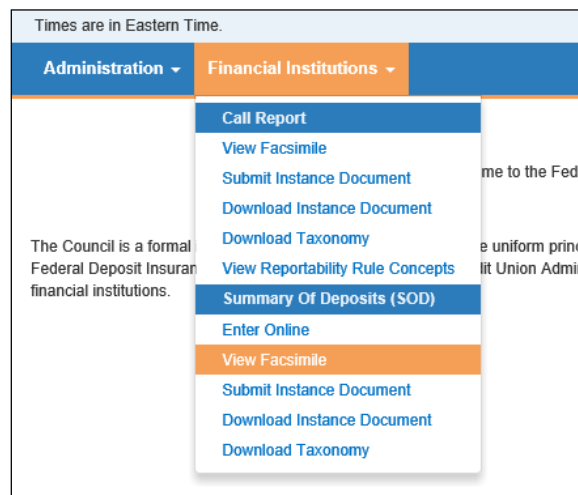 Times are in Eastern Time.
Administration Financial Institutions
Call Report
View Facsimile
me to the Fed
Submit Instance Document
Download Instance Document
Download Taxonomy
The Council is a formal e uniform princ
View Reportability Rule Concepts
Federal Deposit Insuran dit Union Admi
financial institutions.
Summary Of Deposits (SOD)
Enter Online
View Facsimile
Submit Instance Document
Download Instance Document
Download Taxonomy